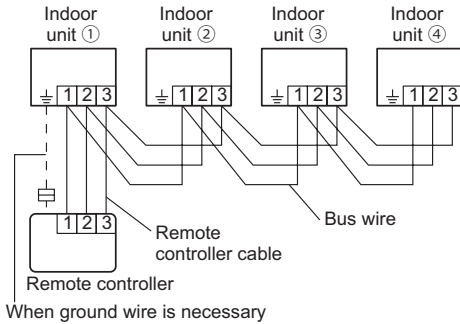 Indoor
unit ①
Indoor
unit ②
Indoor
unit ③
Indoor
unit ④
1 2 3
1 2 3
1 2 3
1 2 3
1 2 3
Bus wire
Remote
controller cable
Remote controller
When ground wire is necessary